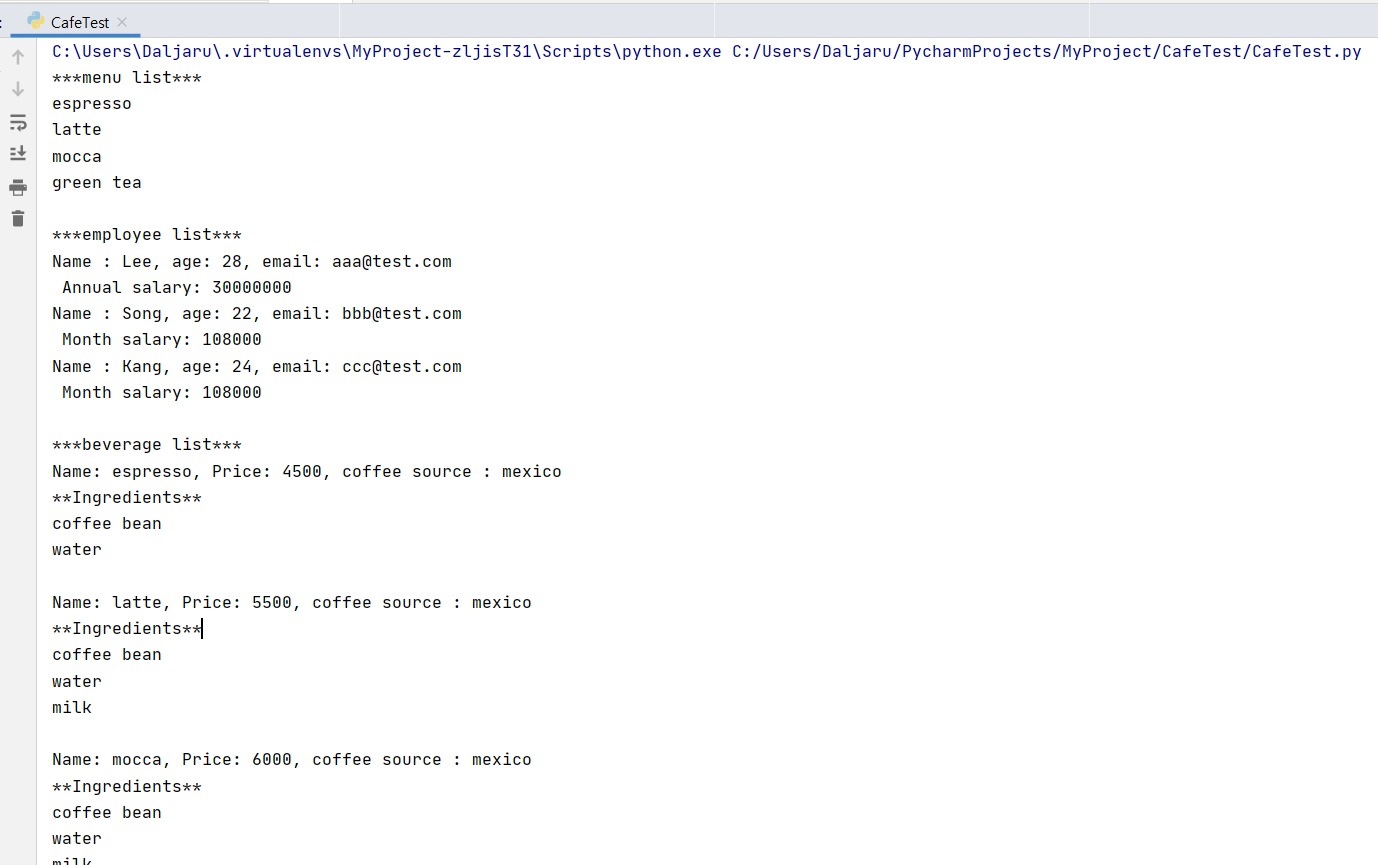 CafeTest
C:\Users\Daljaru\.virtualenvs\MyProject-zljisT31\Scripts\python.exe C:/Users/Daljaru/PycharmProjects/MyProject/CafeTest/CafeTest.py
***menu list***
espresso
latte
mocca
green tea
***employee list***
Name : Lee, age: 28, email: aaa@test.com
 Annual salary: 30000000
Name : Song, age: 22, email: bbb@test.com
 Month salary: 108000
Name : Kang, age: 24, email: ccc@test.com
 Month salary: 108000
***beverage list***
Name: espresso, Price: 4500, coffee source : mexico
**Ingredients**
coffee bean
water
Name: latte, Price: 5500, coffee source : mexico
**Ingredients**
coffee bean
water
milk
Name: mocca, Price: 6000, coffee source : mexico
**Ingredients**
coffee bean
water
milk